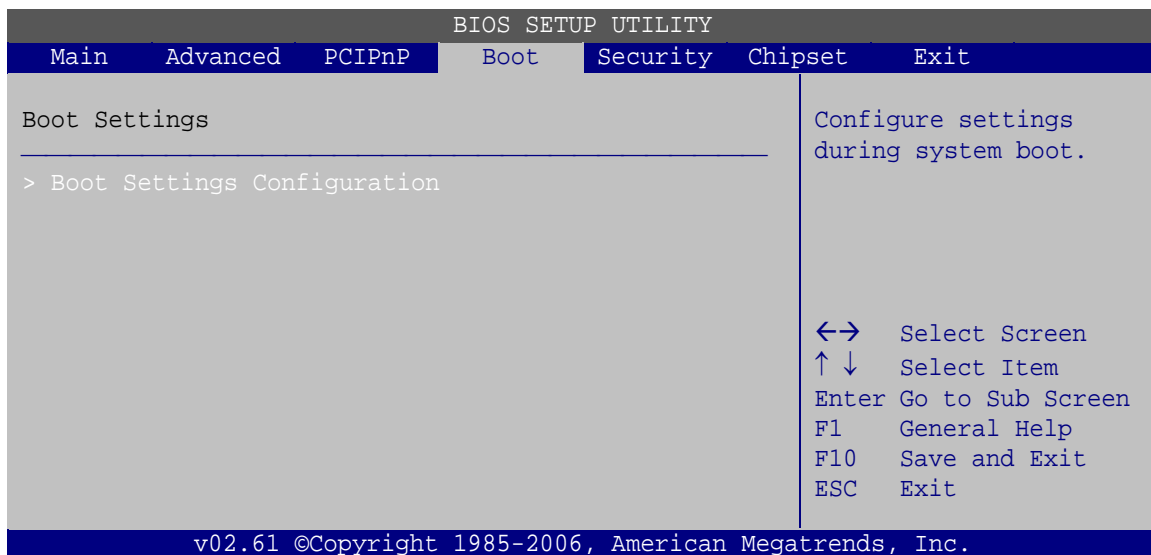 BIOS SETUP UTILITY
Main Advanced PCIPnP Boot Security Chipset Exit
Boot Settings
> Boot Settings Configuration
Configure settings
during system boot.
←→ Select Screen
↑ ↓ Select Item
Enter Go to Sub Screen
F1 General Help
F10 Save and Exit
ESC Exit
v02.61 ©Copyright 1985-2006, American Megatrends, Inc.